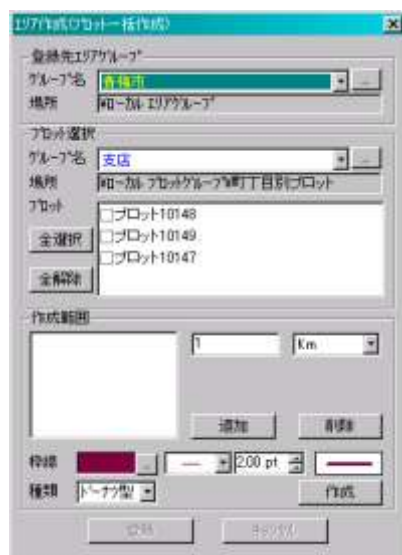 エリア作成(プロット一括作成)
登録先エリアグループ
グループ名 青梅市 ...
場所 ¥ローカル エリアグループ
プロット選択
グループ名 支店 ...
場所 ¥ローカル プロットグループ¥町丁目別プロット
プロット
プロット10148
全選択 プロット10149
プロット10147
全解除
作成範囲
1 Km
追加 削除
枠線 ... 2.00 pt
種類 ドーナツ型 作成
登録 キャンセル